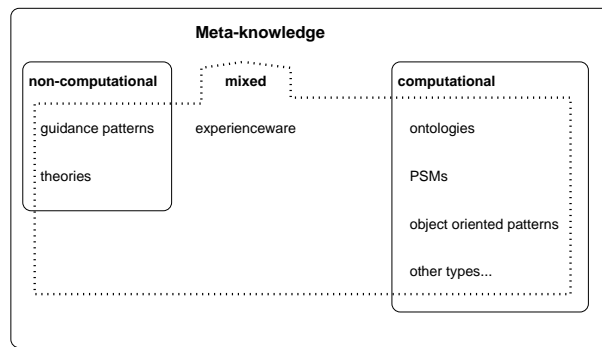 Meta-knowledge
non-computational
mixed
computational
guidance patterns
experienceware
ontologies
theories
PSMs
object oriented patterns
other types...